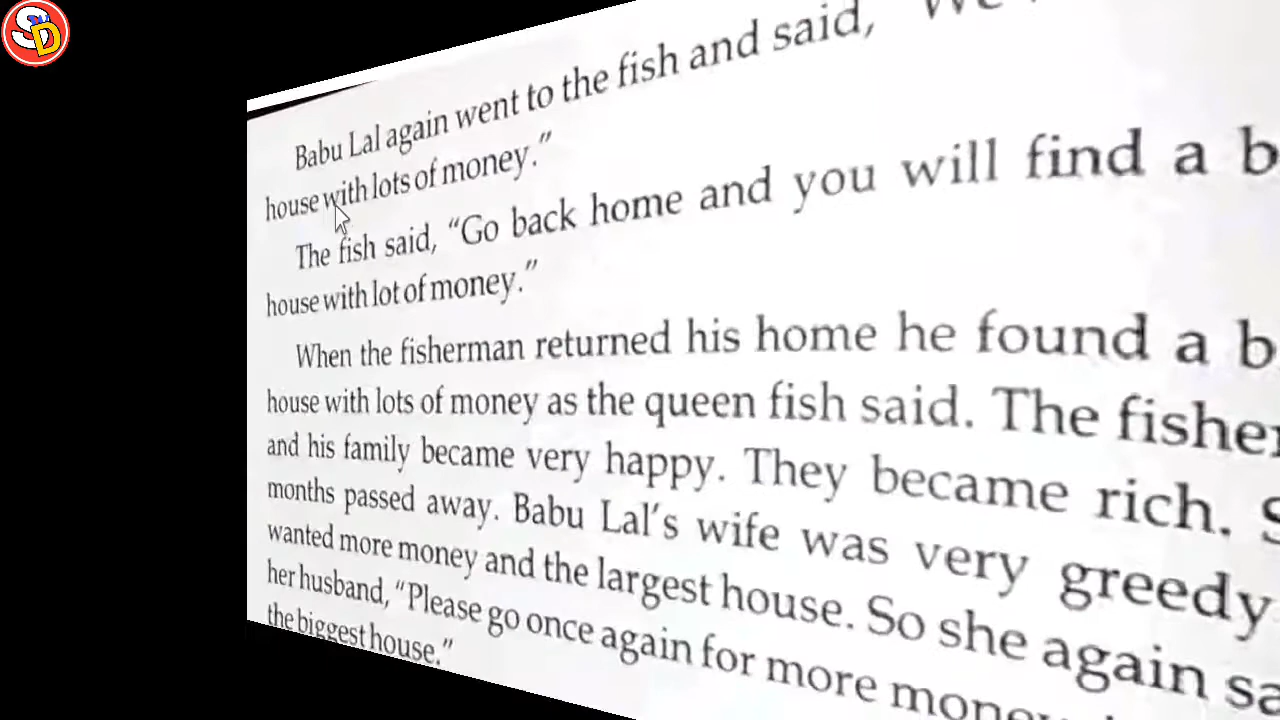 SD
Babu Lal again went to the fish and said, "We
house with lots of money."
The fish said, "Go back home and you will find a b
house with lot of money."
When the fisherman returned his home he found a b
house with lots of money as the queen fish said. The fisher
and his family became very happy. They became rich. S
months passed away. Babu Lal's wife was very greedy
wanted more money and the largest house. So she again sa
her husband, "Please go once again for more money
the biggest house."